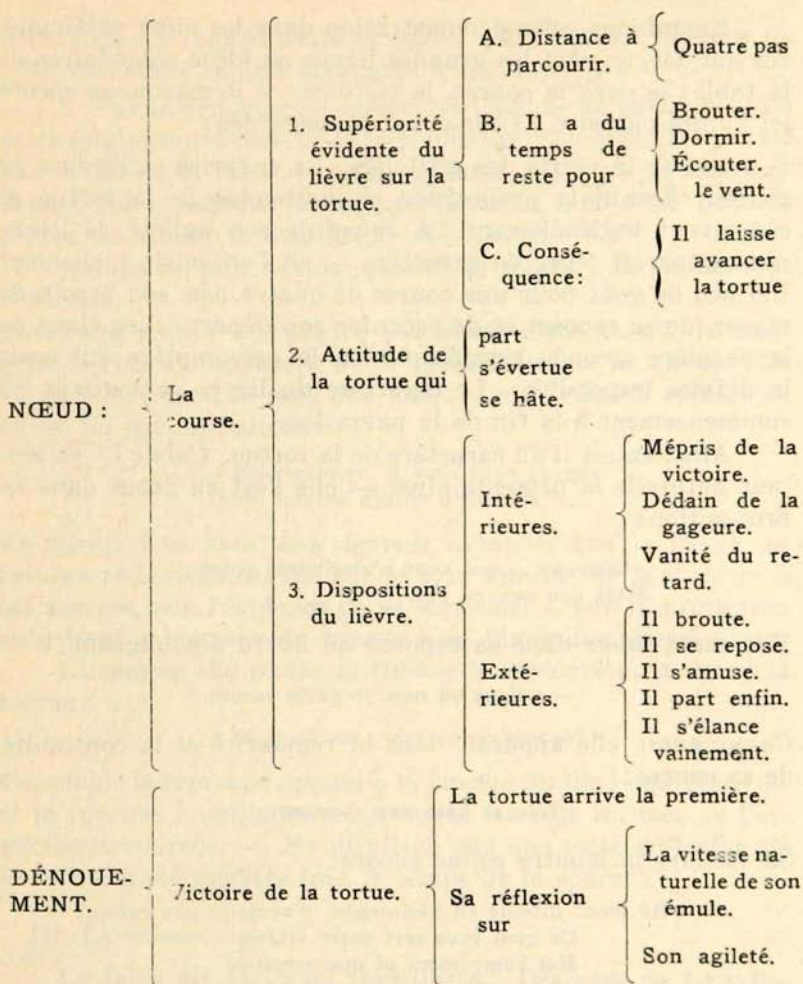 NŒUD :
La
:ourse.
1. Supériorité
évidente du
lièvre sur la
tortue.
A. Distance à
parcourir.
Quatre pas
B. Il a du
temps de
reste pour
Brouter.
Dormir.
Écouter.
le vent.
C. Consé-
quence:
Il laisse
avancer
la tortue
2. Attitude de
la tortue qui
part
s'évertue
se hâte.
3. Dispositions
du lièvre.
Inté-
rieures.
Mépris de la
victoire.
Dédain de la
gageure.
Vanité du re-
tard.
Exté-
rieures.
Il broute.
Il se repose.
Il s'amuse.
Il part enfin.
Il s'élance
vainement.
DÉNOUE-
MENT.
Victoire de la tortue.
La tortue arrive la première.
Sa réflexion
sur
La vitesse na-
turelle de son
émule.
Son agileté.